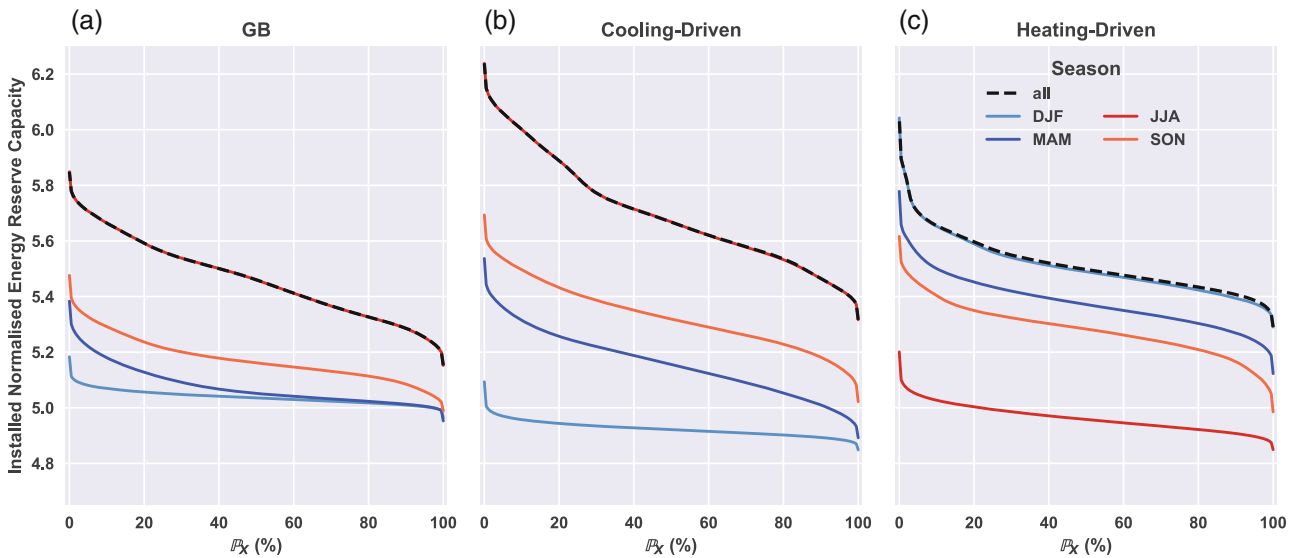 (a)
GB
(b)
Cooling-Driven
(c)
Heating-Driven
Installed Normalised Energy Reserve Capacity
6.2
6.0
5.8
5.6
5.4
5.2
5.0
4.8
Season
all
DJF
JJA
MAM
SON
0 20 40 60 80 100
0 20 40 60 80 100
0 20 40 60 80 100
ℙX (%)
ℙX (%)
ℙX (%)